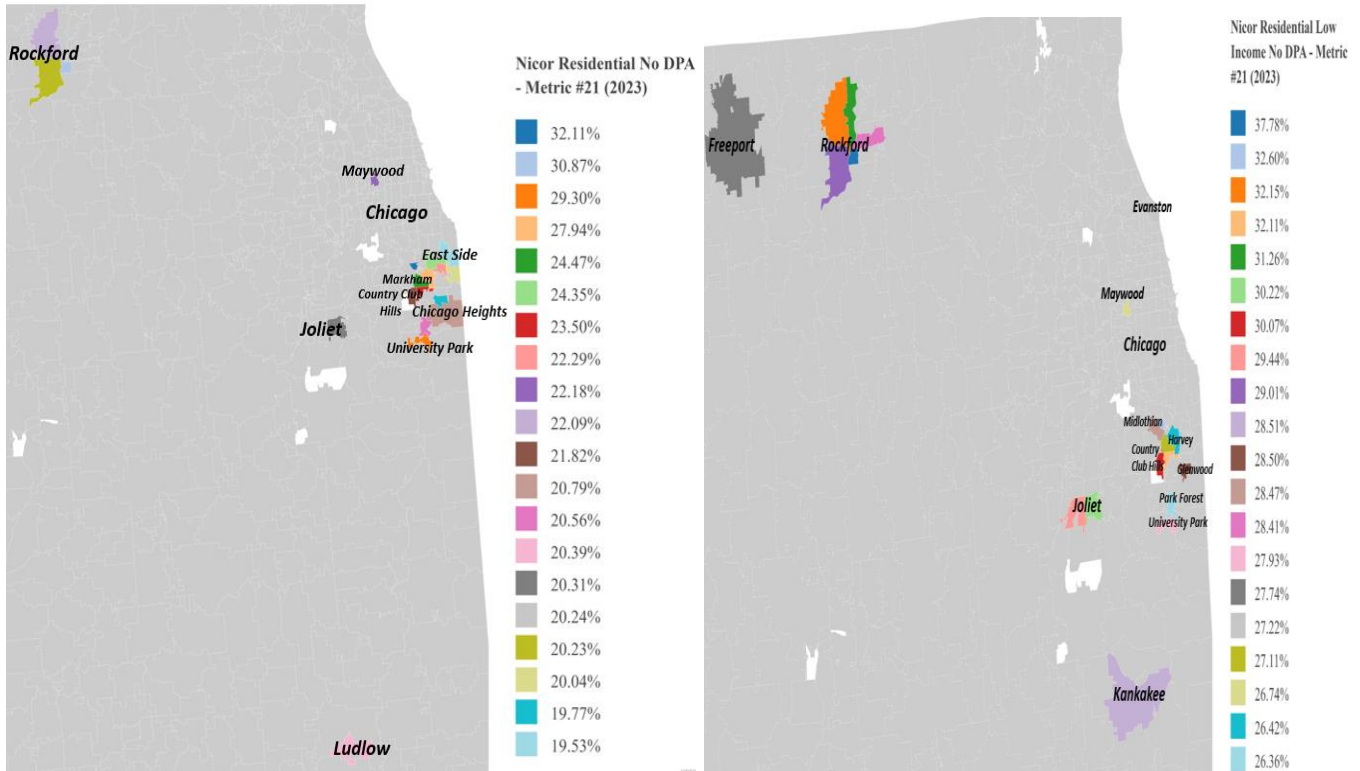 Rockford
Maywood
Chicago
East Side
Markham
Country Club
Hills
Chicago Heights
Joliet
University Park
Ludlow
Nicor Residential No DPA
- Metric #21 (2023)
32.11%
30.87%
29.30%
27.94%
24.47%
24.35%
23.50%
22.29%
22.18%
22.09%
21.82%
20.79%
20.56%
20.39%
20.31%
20.24%
20.23%
20.04%
19.77%
19.53%
Freeport
Rockford
Evanston
Maywood
Chicago
Midlothian
Harvey
Country
Club Hills
Glenwood
Park Forest
Joliet
University Park
Kankakee
Nicor Residential Low
Income No DPA - Metric
#21 (2023)
37.78%
32.60%
32.15%
32.11%
31.26%
30.22%
30.07%
29.44%
29.01%
28.51%
28.50%
28.47%
28.41%
27.93%
27.74%
27.22%
27.11%
26.74%
26.42%
26.36%